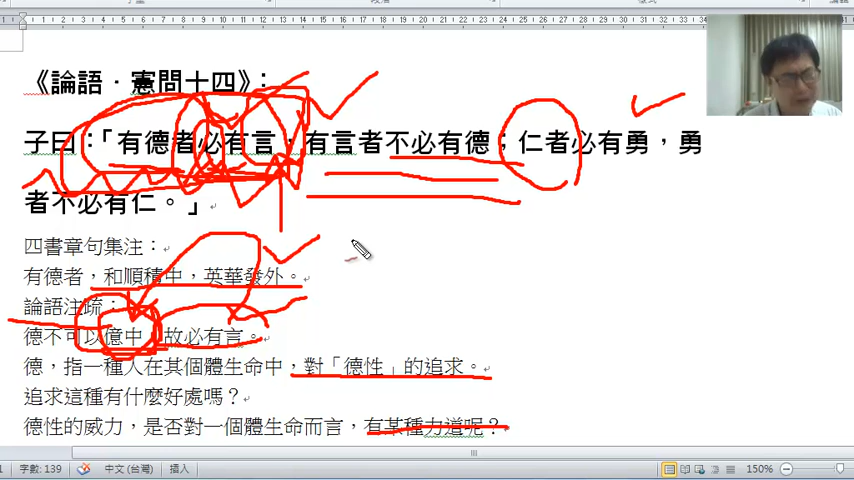 《論語．憲問十四》：
子曰：「有德者必有言，有言者不必有德；仁者必有勇，勇
者不必有仁。」
四書章句集注：
有德者，和順積中，英華發外。
論語注疏：
德不可以億中，故必有言。
德，指一種人在某個體生命中，對「德性」的追求。
追求這種有什麼好處嗎？
德性的威力，是否對一個體生命而言，有某種力道呢？
字數: 139 中文 (台灣) 插入 150%